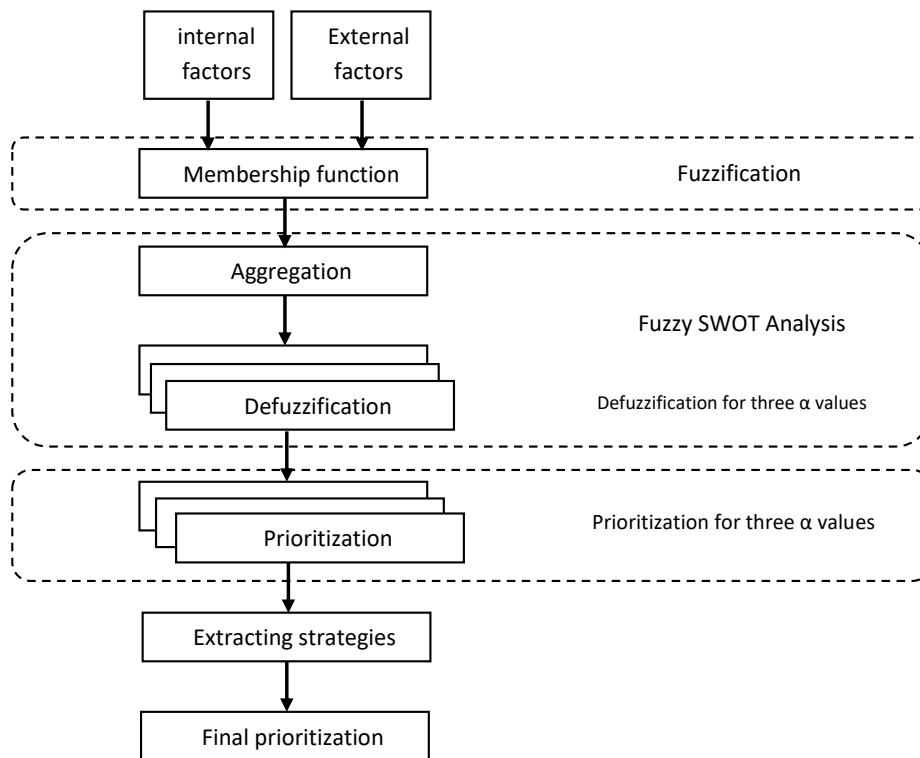 internal
factors
External
factors
Membership function
Fuzzification
Aggregation
Fuzzy SWOT Analysis
Defuzzification
Defuzzification for three α values
Prioritization
Prioritization for three α values
Extracting strategies
Final prioritization